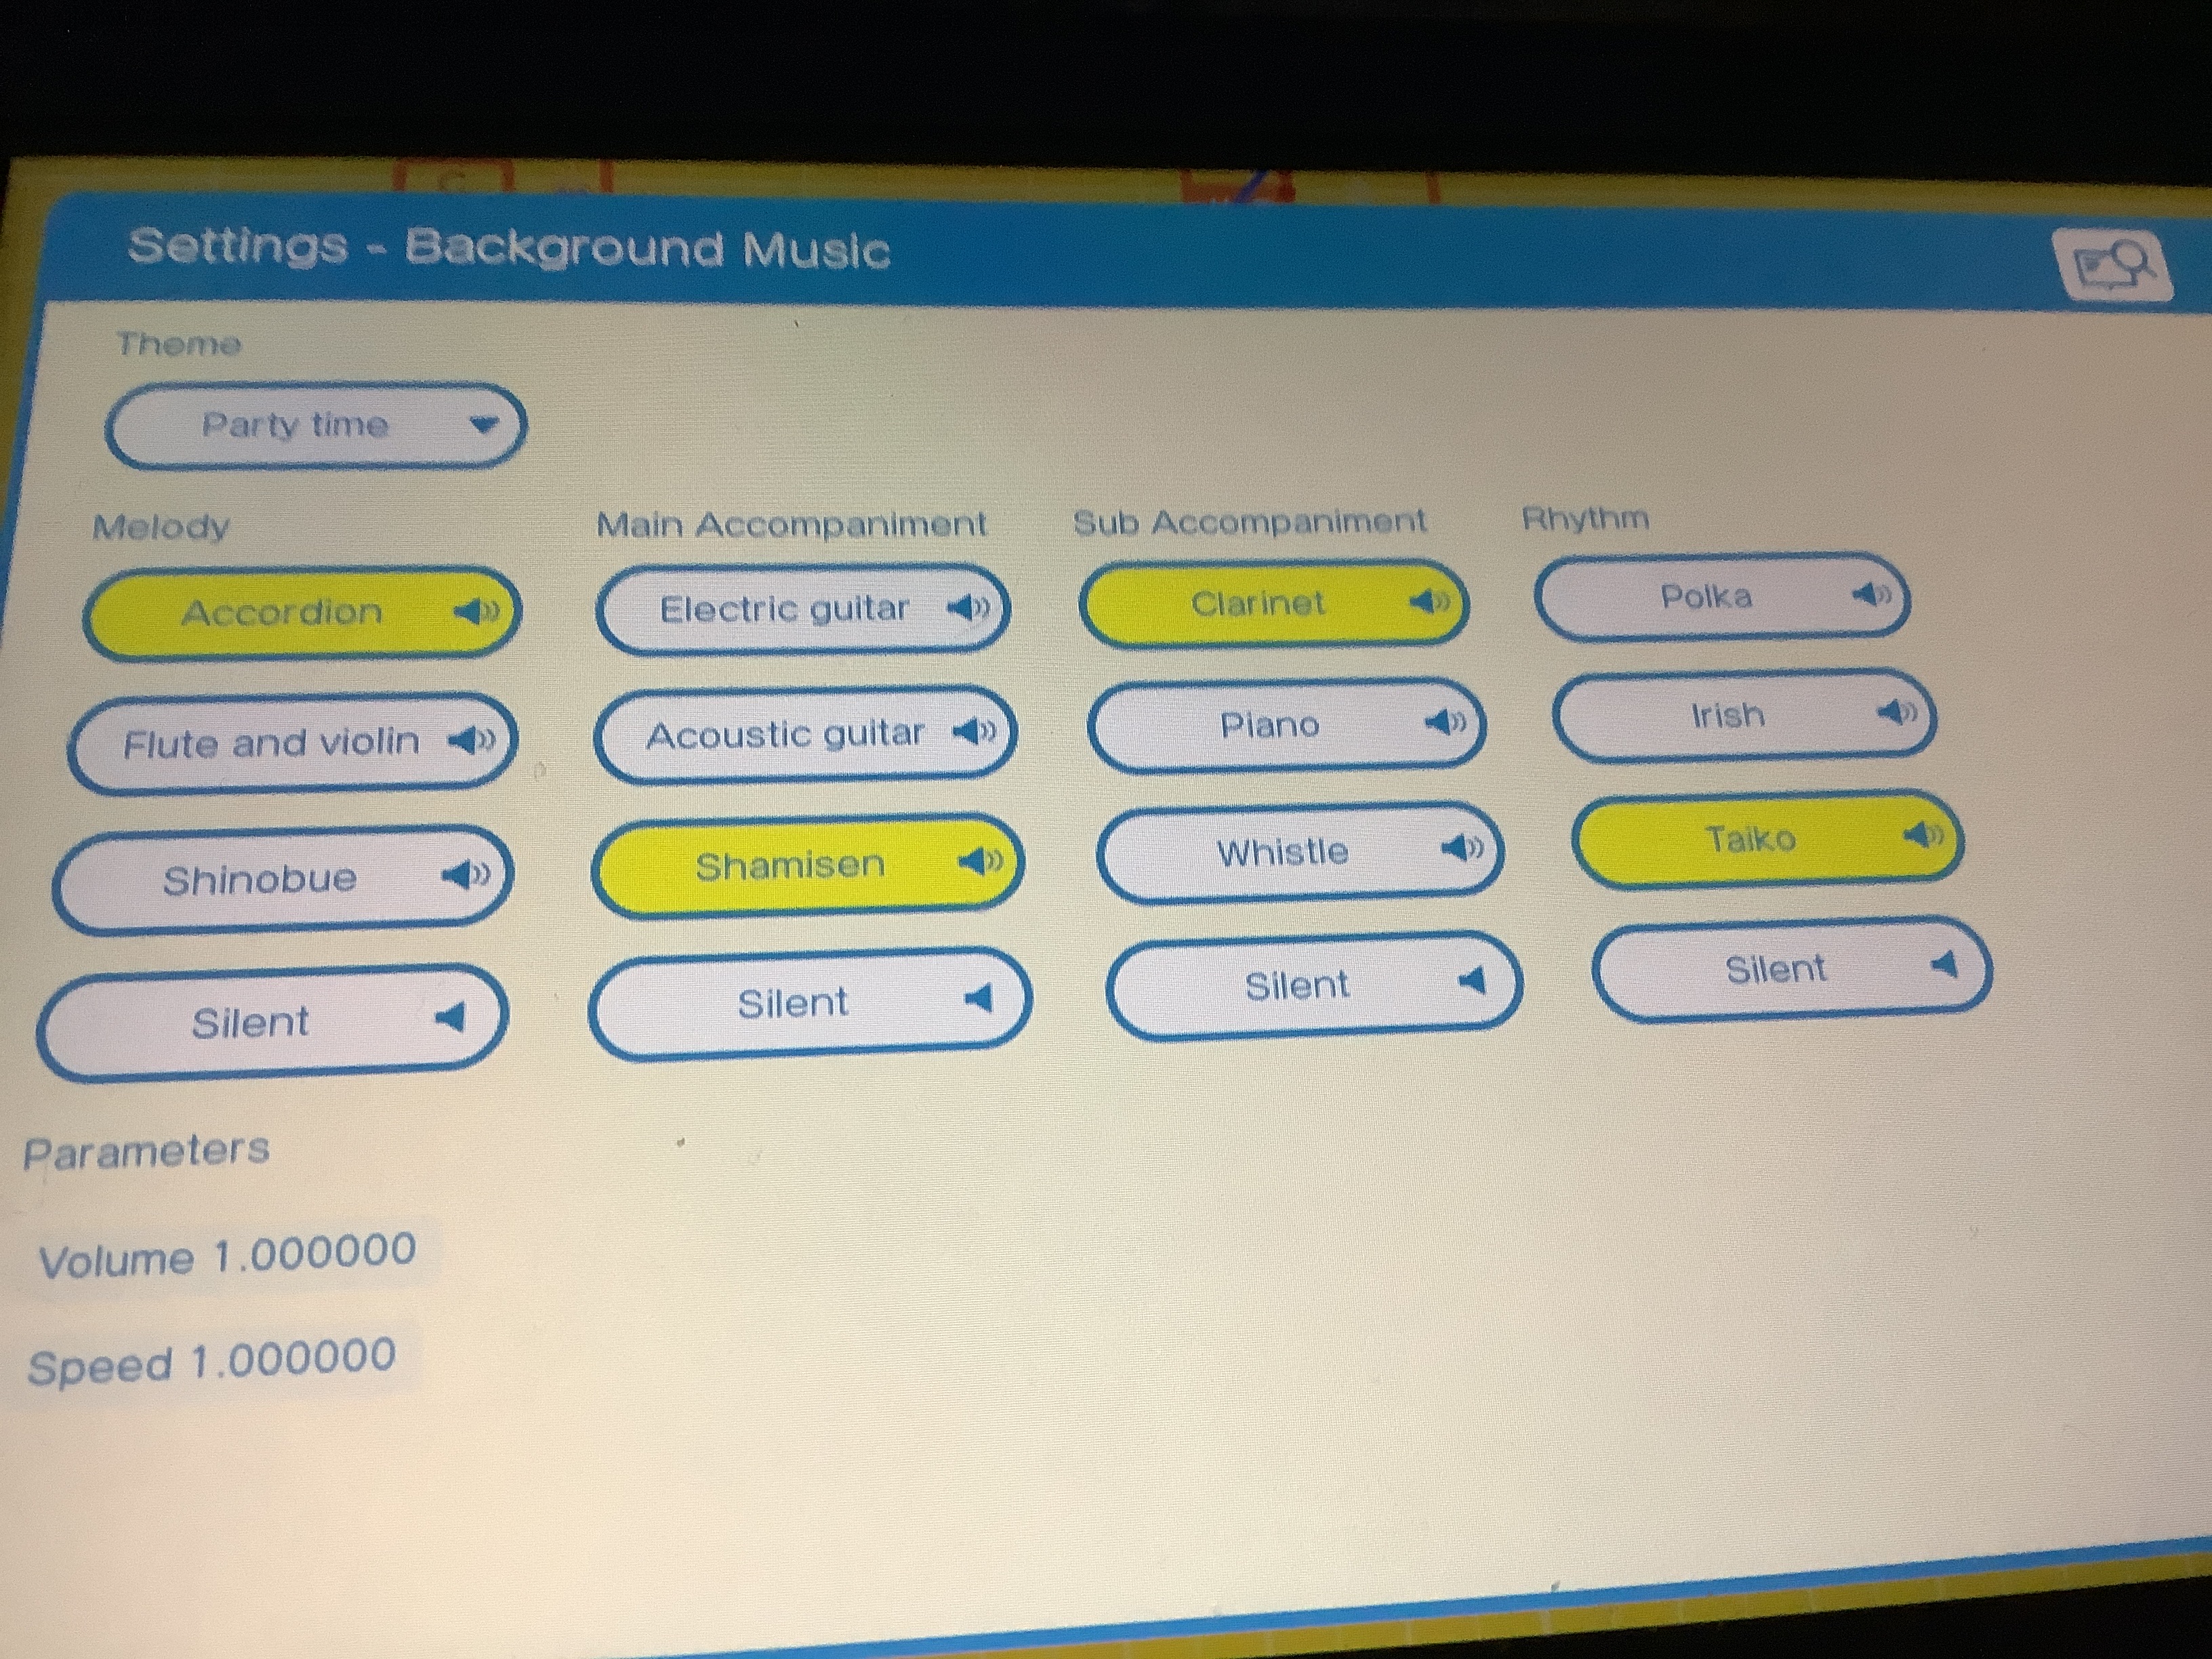 Settings - Background Music
Theme
Party time
Melody Main Accompaniment Sub Accompaniment Rhythm
Accordion Electric guitar Clarinet Polka
Flute and violin Acoustic guitar Piano Irish
Shinobue Shamisen Whistle Taiko
Silent Silent Silent Silent
Parameters
Volume 1.000000
Speed 1.000000